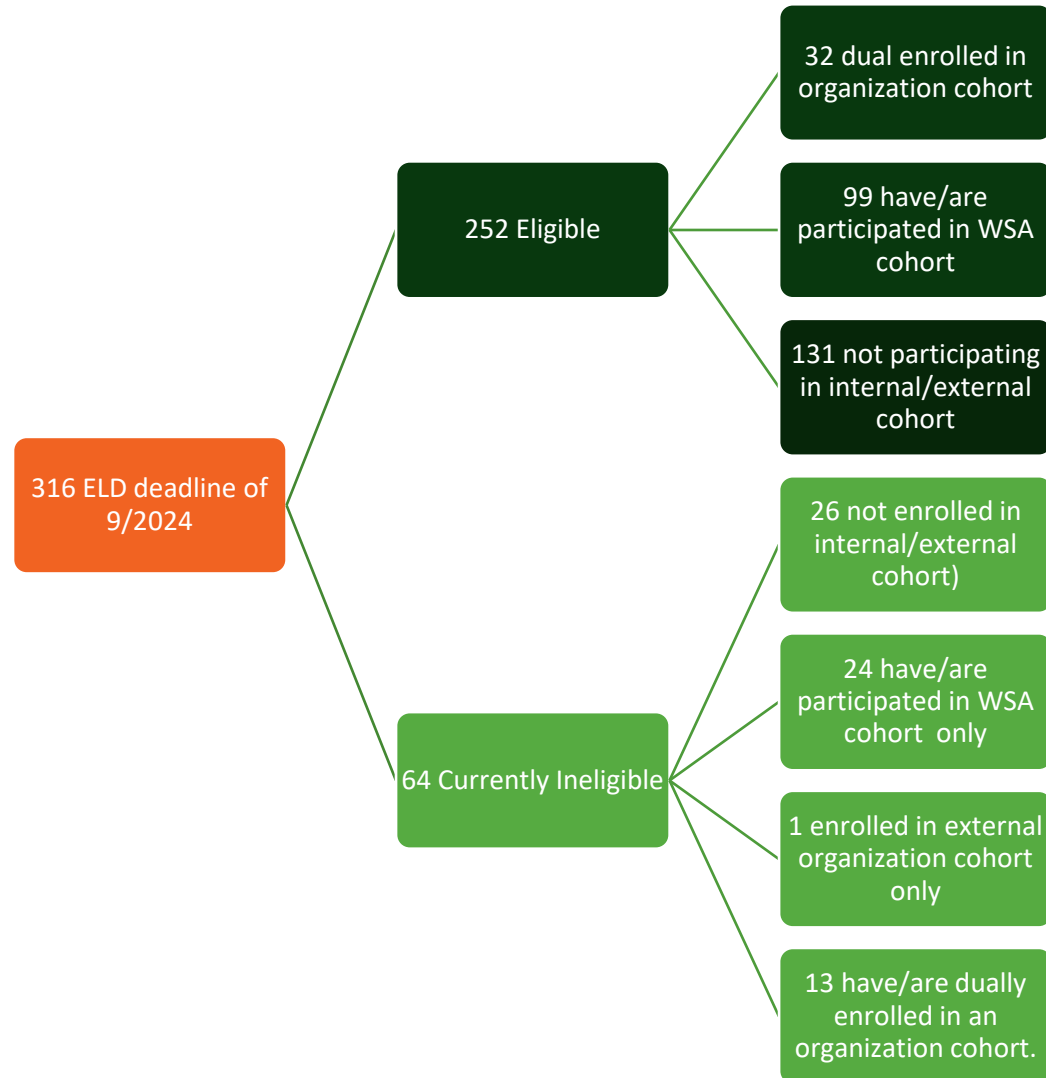 316 ELD deadline of
9/2024
252 Eligible
32 dual enrolled in
organization cohort
99 have/are
participated in WSA
cohort
131 not participating
in internal/external
cohort
64 Currently Ineligible
26 not enrolled in
internal/external
cohort)
24 have/are
participated in WSA
cohort only
1 enrolled in external
organization cohort
only
13 have/are dually
enrolled in an
organization cohort.